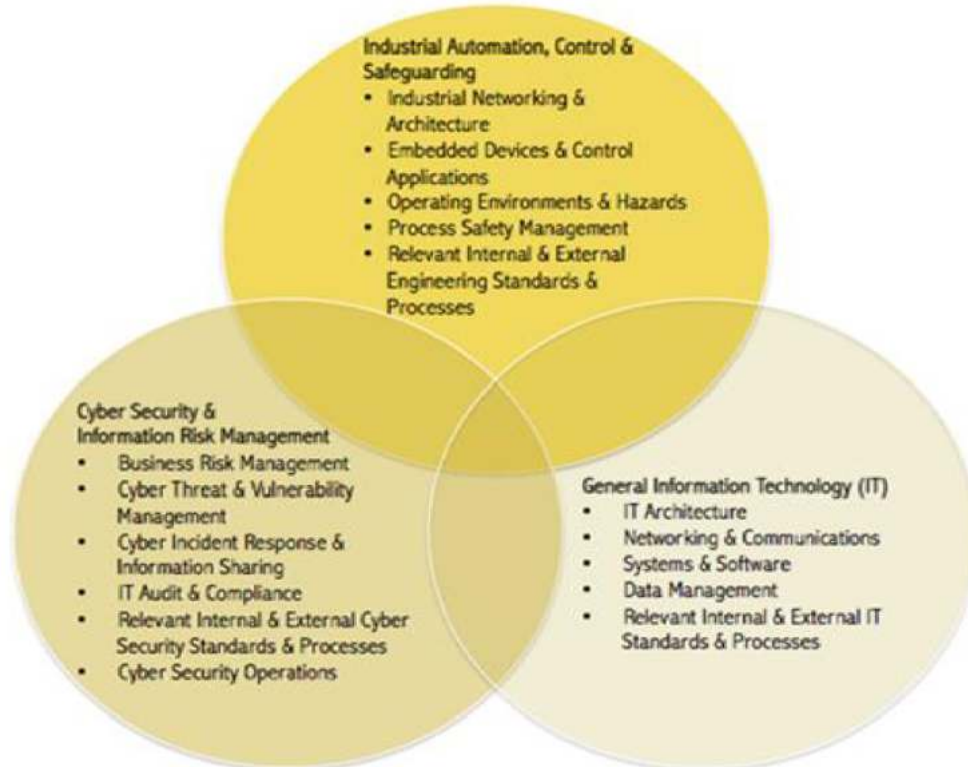 Industrial Automation, Control &
Safeguarding
• Industrial Networking &
Architecture
• Embedded Devices & Control
Applications
• Operating Environments & Hazards
• Process Safety Management
• Relevant Internal & External
Engineering Standards &
Processes
Cyber Security &
Information Risk Management
• Business Risk Management
• Cyber Threat & Vulnerability
Management
• Cyber Incident Response &
Information Sharing
• IT Audit & Compliance
• Relevant Internal & External Cyber
Security Standards & Processes
• Cyber Security Operations
General Information Technology (IT)
• IT Architecture
• Networking & Communications
• Systems & Software
• Data Management
• Relevant Internal & External IT
Standards & Processes